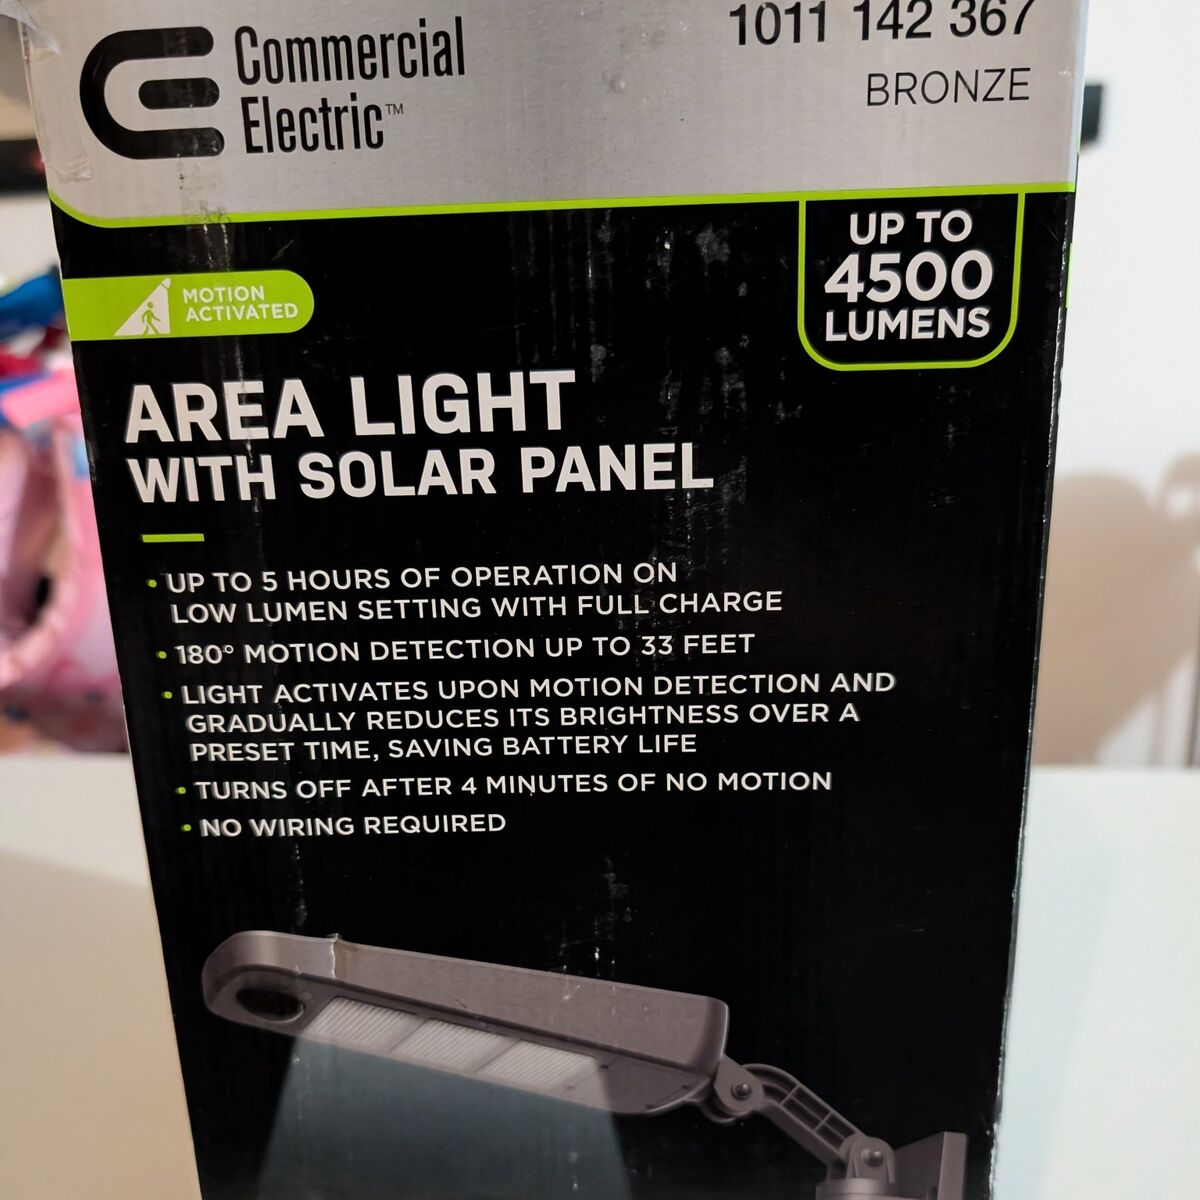 Commercial
Electric™
1011 142 367
BRONZE
UP TO
4500
LUMENS
MOTION
ACTIVATED
AREA LIGHT
WITH SOLAR PANEL
• UP TO 5 HOURS OF OPERATION ON
LOW LUMEN SETTING WITH FULL CHARGE
• 180° MOTION DETECTION UP TO 33 FEET
• LIGHT ACTIVATES UPON MOTION DETECTION AND
GRADUALLY REDUCES ITS BRIGHTNESS OVER A
PRESET TIME, SAVING BATTERY LIFE
• TURNS OFF AFTER 4 MINUTES OF NO MOTION
• NO WIRING REQUIRED